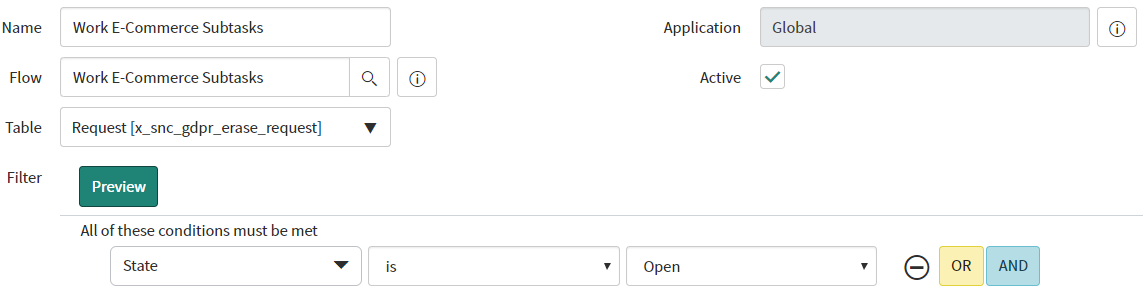 Name Work E-Commerce Subtasks Application Global
Flow Work E-Commerce Subtasks Active
Table Request [x_snc_gdpr_erase_request]
Filter Preview
All of these conditions must be met
State is Open OR AND